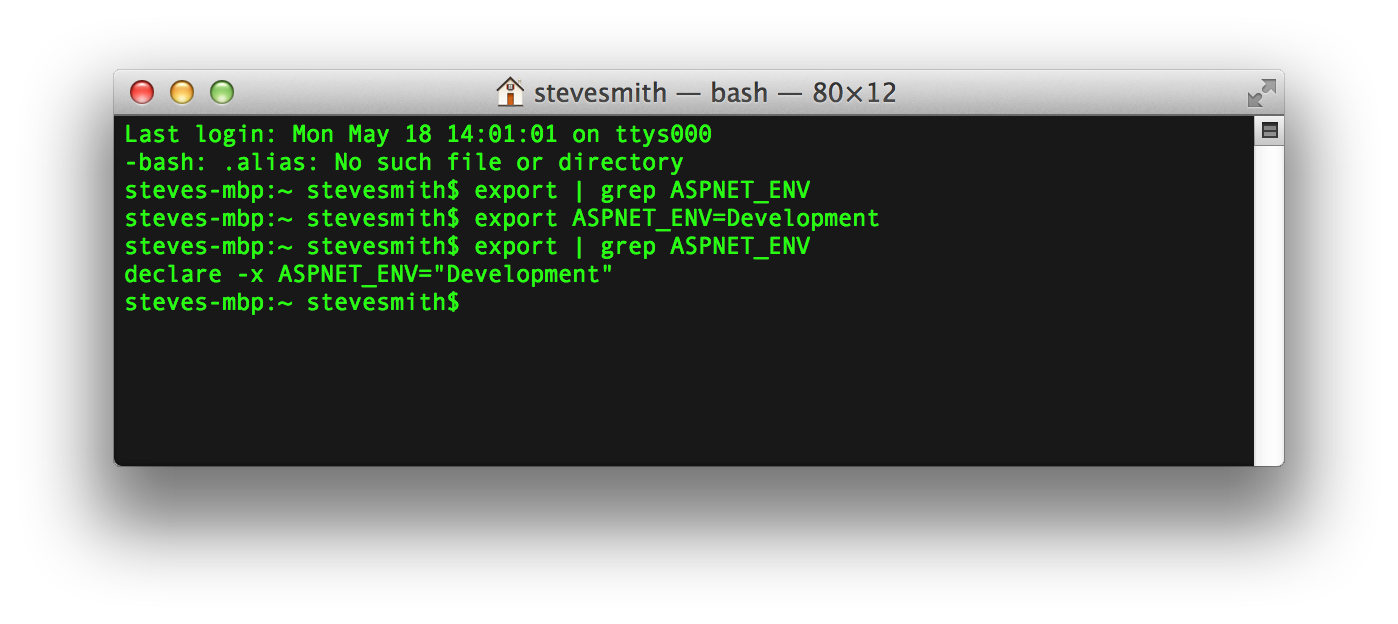 stevesmith — bash — 80×12
Last login: Mon May 18 14:01:01 on ttys000
-bash: .alias: No such file or directory
steves-mbp:~ stevesmith$ export | grep ASPNET_ENV
steves-mbp:~ stevesmith$ export ASPNET_ENV=Development
steves-mbp:~ stevesmith$ export | grep ASPNET_ENV
declare -x ASPNET_ENV="Development"
steves-mbp:~ stevesmith$